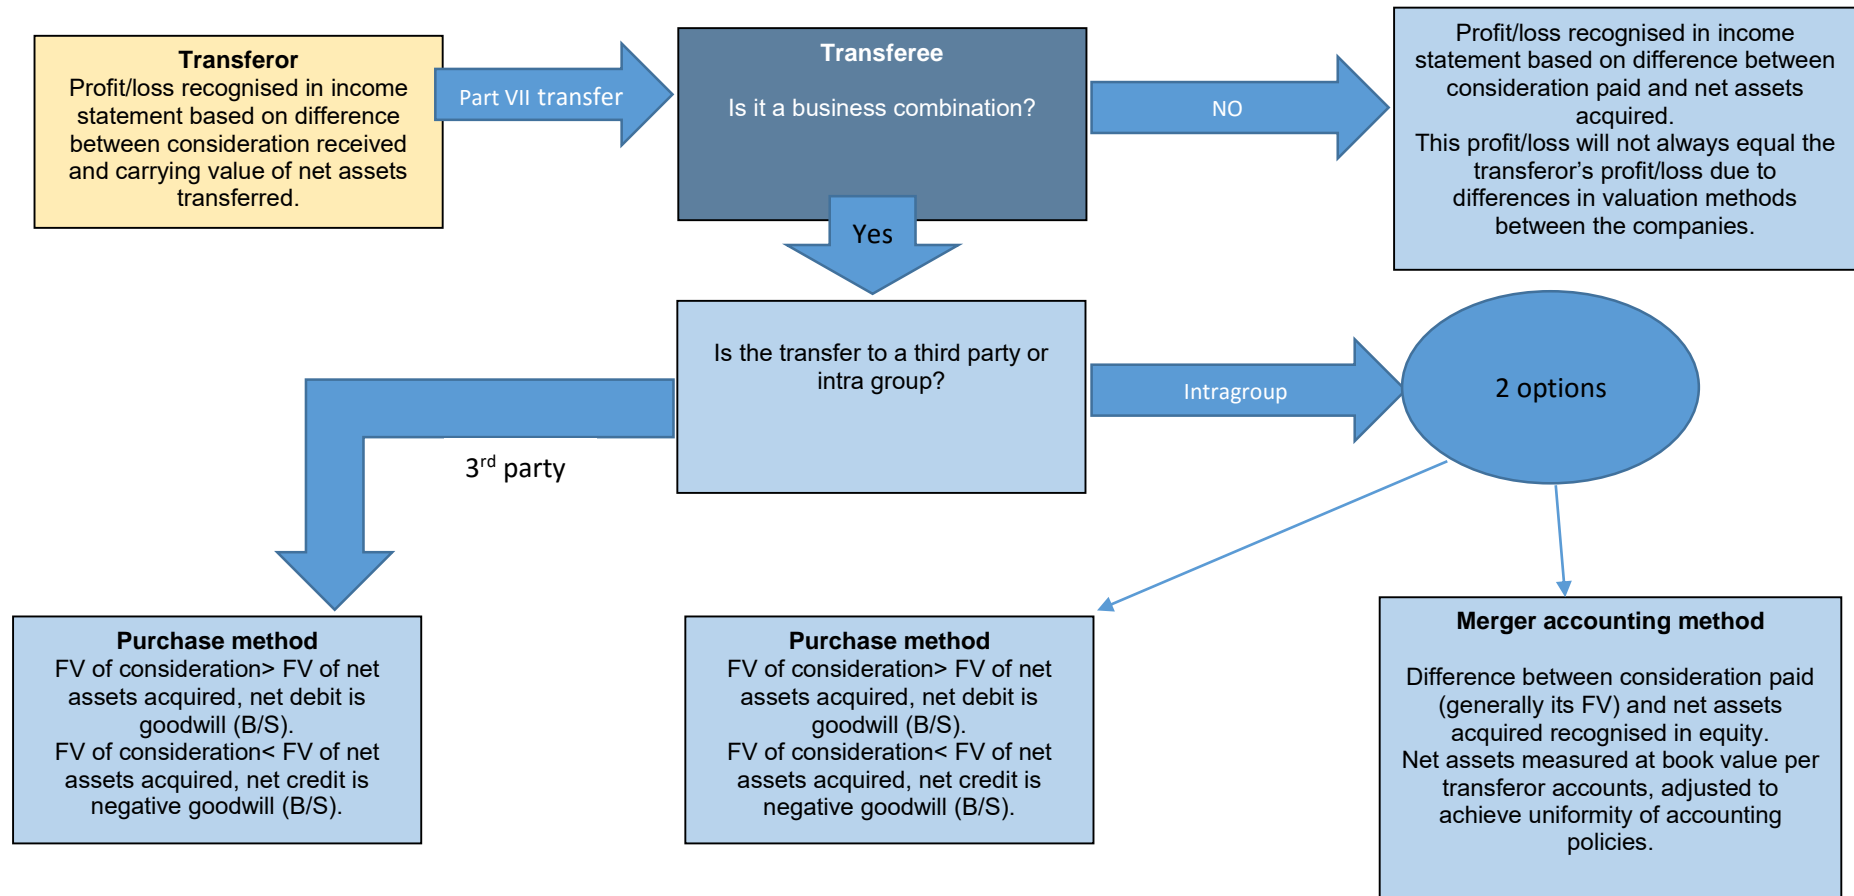 Transferor
Profit/loss recognised in income
statement based on difference
between consideration received
and carrying value of net assets
transferred.
Part VII transfer
Transferee
Is it a business combination?
NO
Profit/loss recognised in income
statement based on difference between
consideration paid and net assets
acquired.
This profit/loss will not always equal the
transferor’s profit/loss due to
differences in valuation methods
between the companies.
Yes
Is the transfer to a third party or
intra group?
Intragroup
2 options
3rd party
Purchase method
FV of consideration> FV of net
assets acquired, net debit is
goodwill (B/S).
FV of consideration< FV of net
assets acquired, net credit is
negative goodwill (B/S).
Purchase method
FV of consideration> FV of net
assets acquired, net debit is
goodwill (B/S).
FV of consideration< FV of net
assets acquired, net credit is
negative goodwill (B/S).
Merger accounting method
Difference between consideration paid
(generally its FV) and net assets
acquired recognised in equity.
Net assets measured at book value per
transferor accounts, adjusted to
achieve uniformity of accounting
policies.